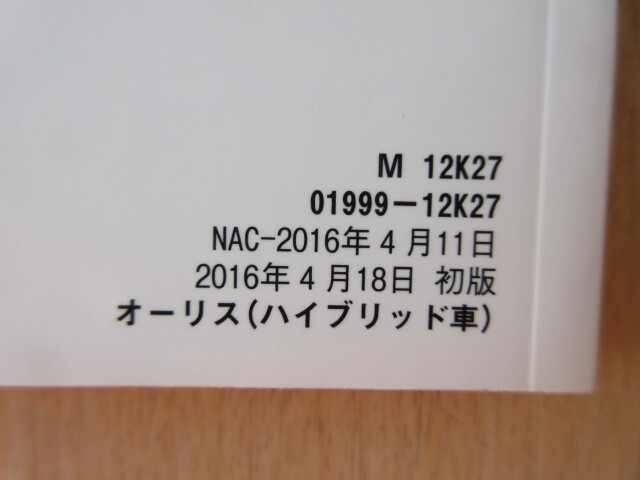 M 12K27
01999-12K27
NAC-2016年4月11日
2016年4月18日 初版
オーリス(ハイブリッド車)